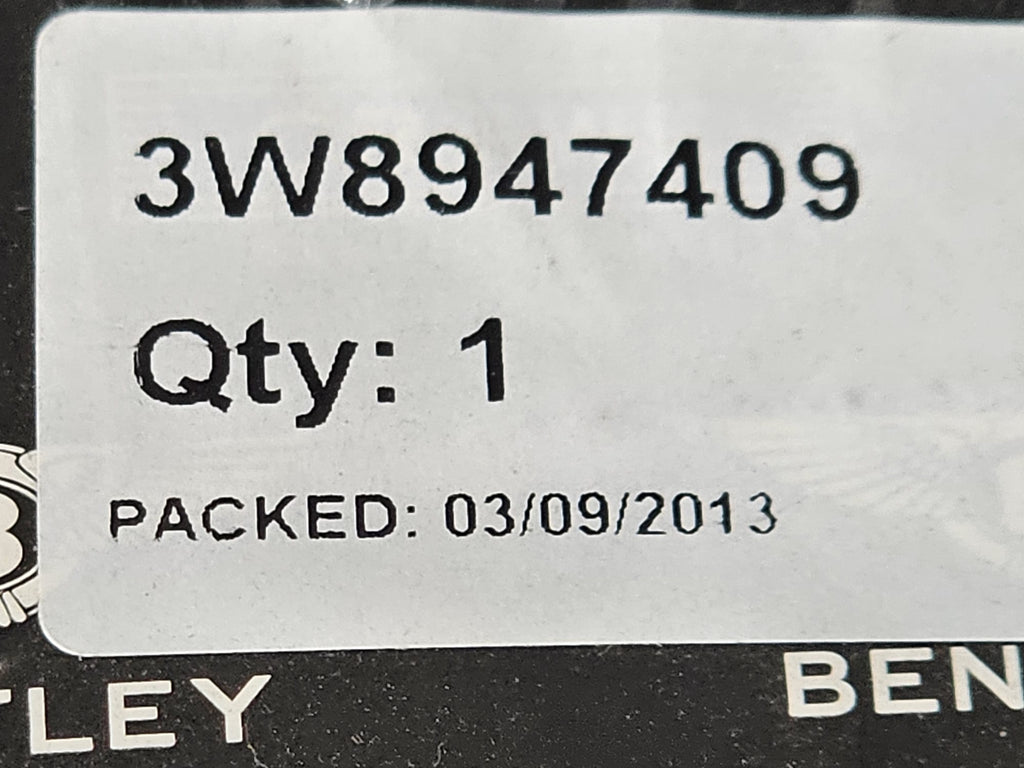 3W8947409
Qty: 1
PACKED: 03/09/2013
B
TLEY
BEN